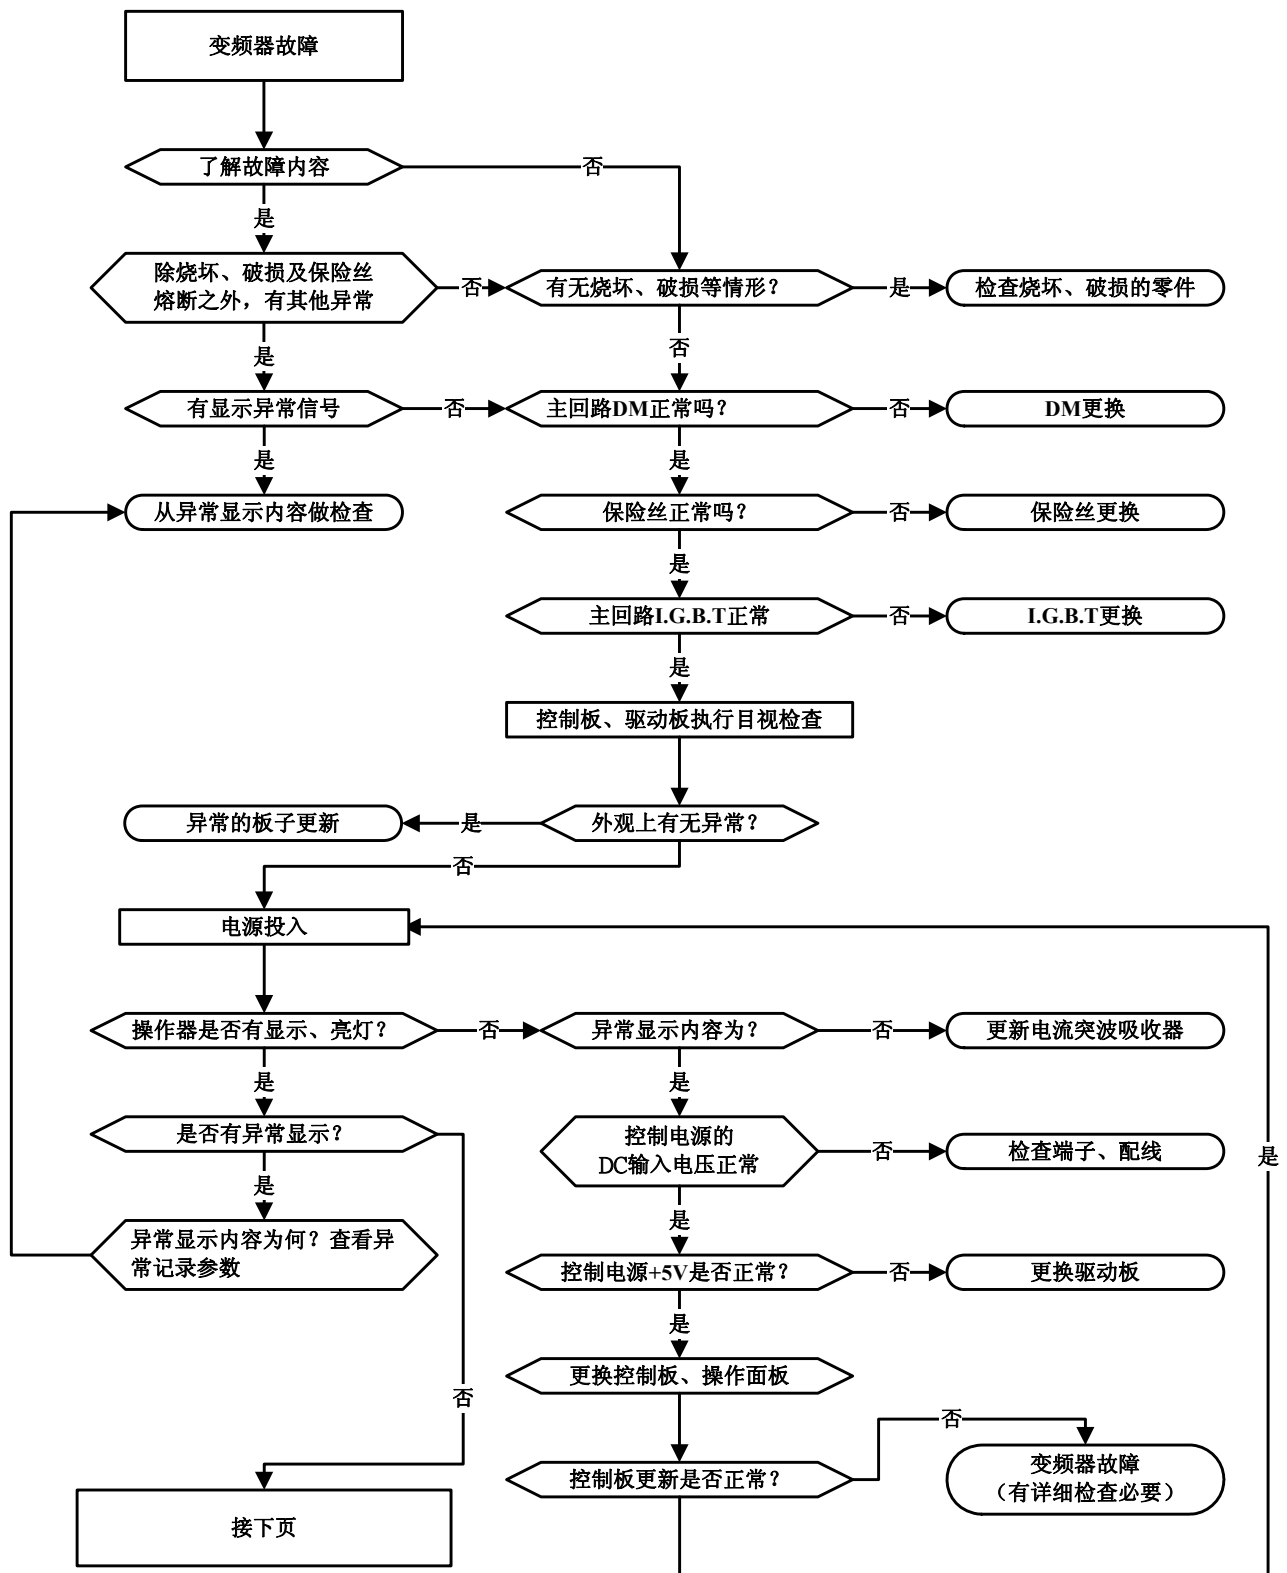 变频器故障
了解故障内容
否
是
除烧坏、破损及保险丝
熔断之外，有其他异常
否
有无烧坏、破损等情形？
是
检查烧坏、破损的零件
是
否
有显示异常信号
否
主回路DM正常吗？
否
DM更换
是
是
从异常显示内容做检查
保险丝正常吗？
否
保险丝更换
是
主回路I.G.B.T正常
否
I.G.B.T更换
是
控制板、驱动板执行目视检查
异常的板子更新
是
外观上有无异常？
否
电源投入
操作器是否有显示、亮灯？
否
异常显示内容为？
否
更新电流突波吸收器
是
是
是否有异常显示？
控制电源的
DC输入电压正常
否
检查端子、配线
是
是
是
异常显示内容为何？查看异
常记录参数
控制电源+5V是否正常？
否
更换驱动板
是
更换控制板、操作面板
否
否
控制板更新是否正常？
变频器故障
（有详细检查必要）
接下页